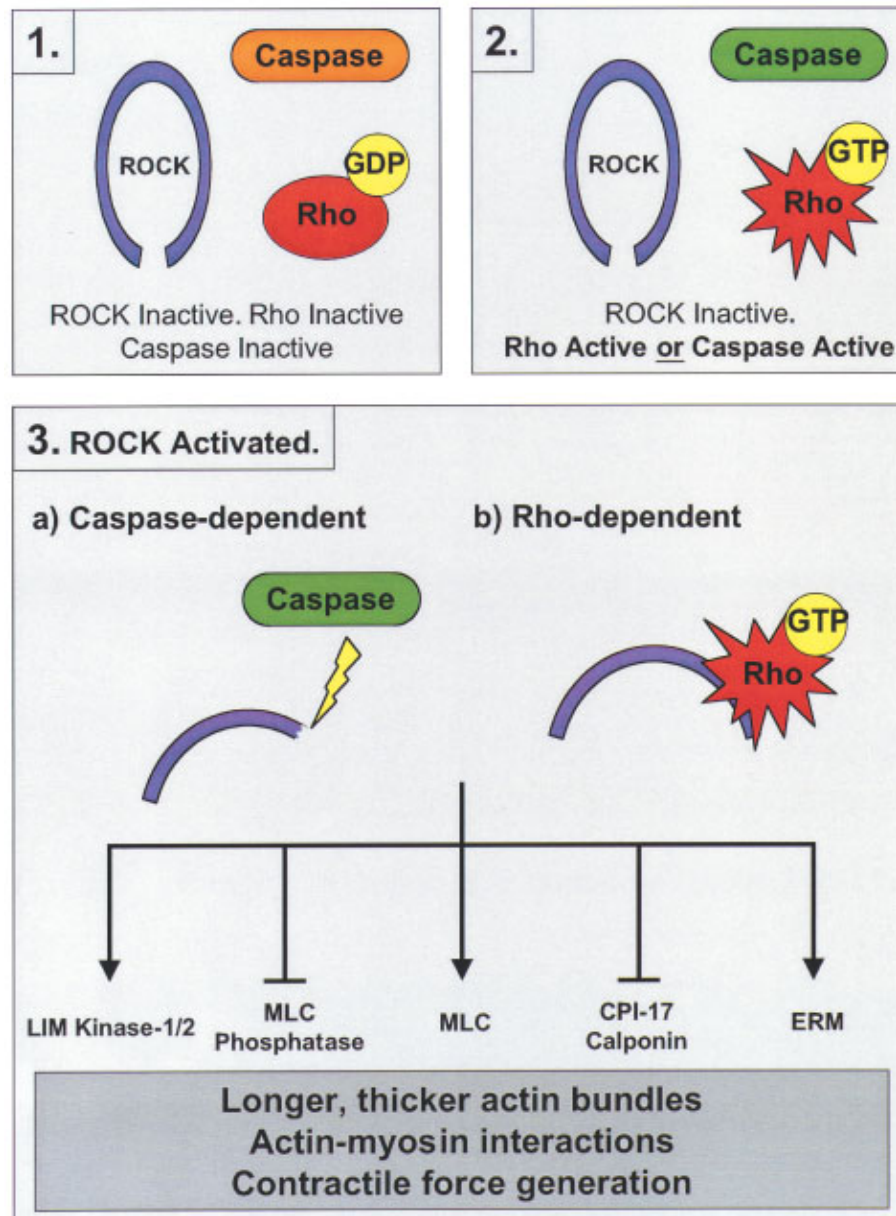 1.
Caspase
ROCK
GDP
Rho
ROCK Inactive. Rho Inactive
Caspase Inactive
2.
Caspase
ROCK
GTP
Rho
ROCK Inactive.
Rho Active or Caspase Active
3. ROCK Activated.
a) Caspase-dependent
b) Rho-dependent
Caspase
GTP
Rho
LIM Kinase-1/2
MLC
Phosphatase
MLC
CPI-17
Calponin
ERM
Longer, thicker actin bundles
Actin-myosin interactions
Contractile force generation